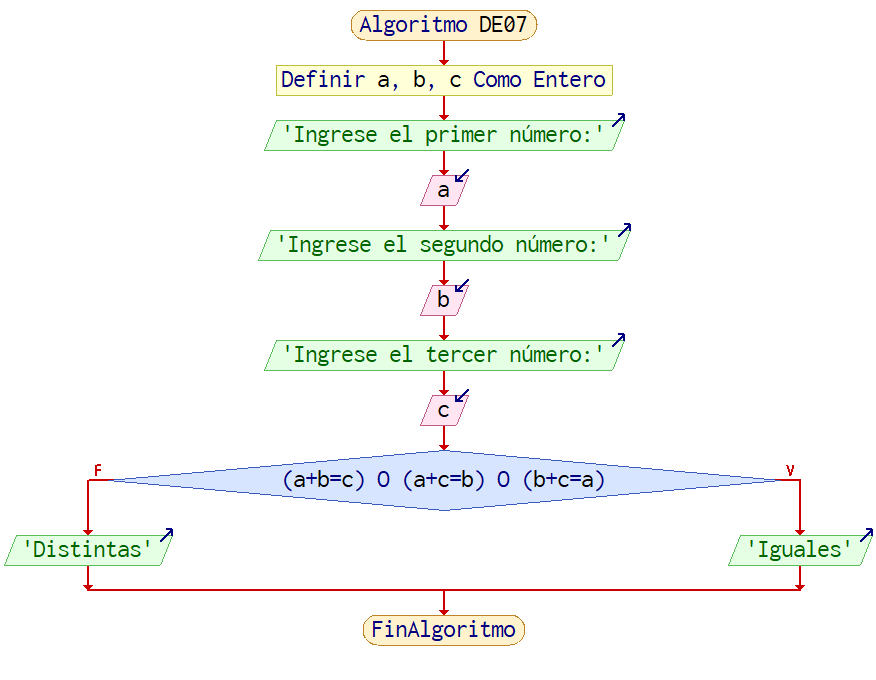 Algoritmo DE07
Definir a, b, c Como Entero
'Ingrese el primer número:'
a
'Ingrese el segundo número:'
b
'Ingrese el tercer número:'
c
F
V
(a+b=c) O (a+c=b) O (b+c=a)
'Distintas'
'Iguales'
FinAlgoritmo